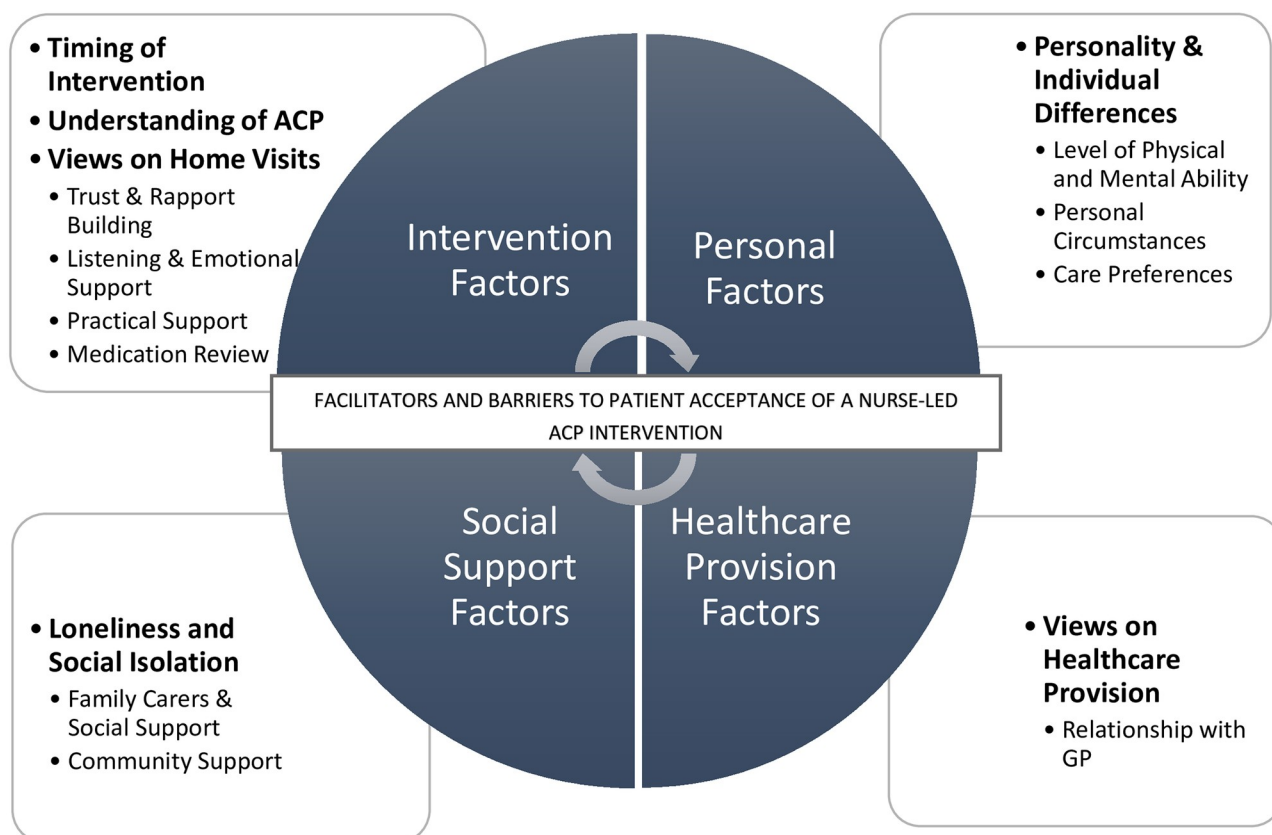 • Timing of
Intervention
• Understanding of ACP
• Views on Home Visits
• Trust & Rapport
Building
• Listening & Emotional
Support
• Practical Support
• Medication Review
Intervention
Factors
Personal
Factors
• Personality &
Individual
Differences
• Level of Physical
and Mental Ability
• Personal
Circumstances
• Care Preferences
FACILITATORS AND BARRIERS TO PATIENT ACCEPTANCE OF A NURSE-LED
ACP INTERVENTION
• Loneliness and
Social Isolation
• Family Carers &
Social Support
• Community Support
Social
Support
Factors
Healthcare
Provision
Factors
• Views on
Healthcare
Provision
• Relationship with
GP